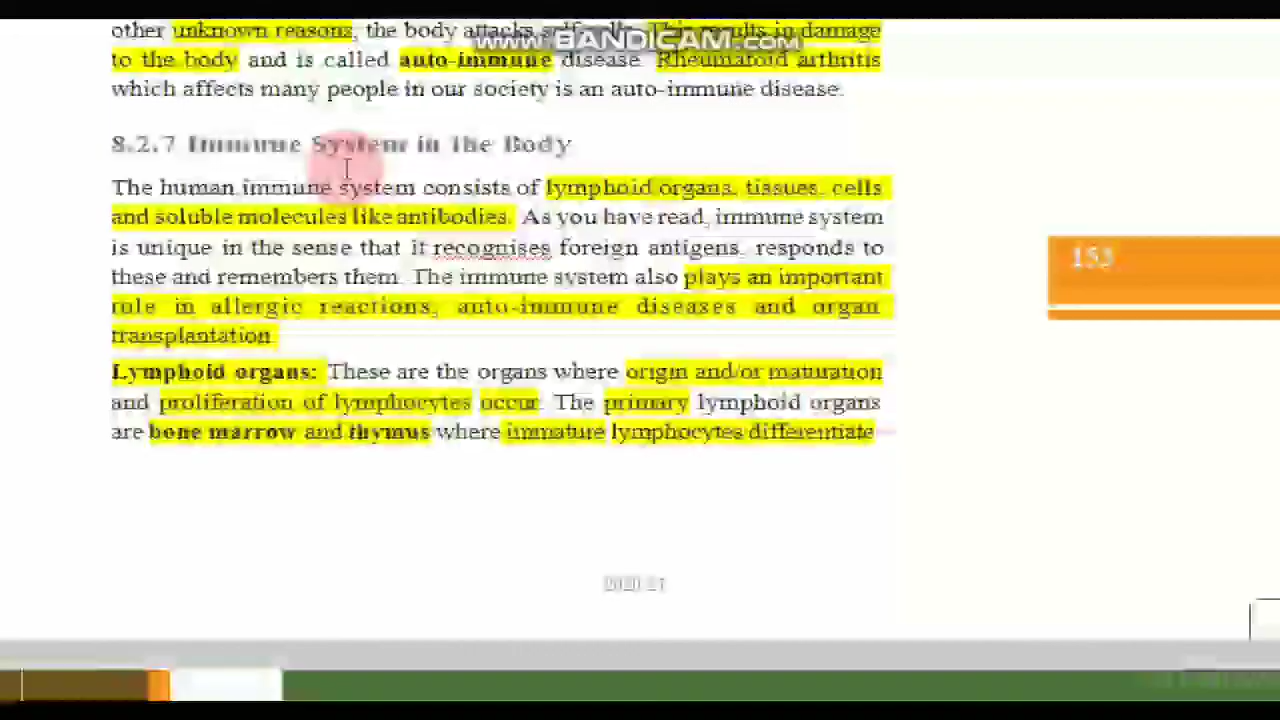 other unknown reasons, the body attacks self-cells. This results in damage
www.BANDICAM.com
to the body and is called auto-immune disease. Rheumatoid arthritis
which affects many people in our society is an auto-immune disease.
8.2.7 Immune System in the Body
The human immune system consists of lymphoid organs, tissues, cells
and soluble molecules like antibodies. As you have read, immune system
is unique in the sense that it recognises foreign antigens, responds to
these and remembers them. The immune system also plays an important
role in allergic reactions, auto-immune diseases and organ
transplantation.
Lymphoid organs: These are the organs where origin and/or maturation
and proliferation of lymphocytes occur. The primary lymphoid organs
are bone marrow and thymus where immature lymphocytes differentiate
153
2020-21